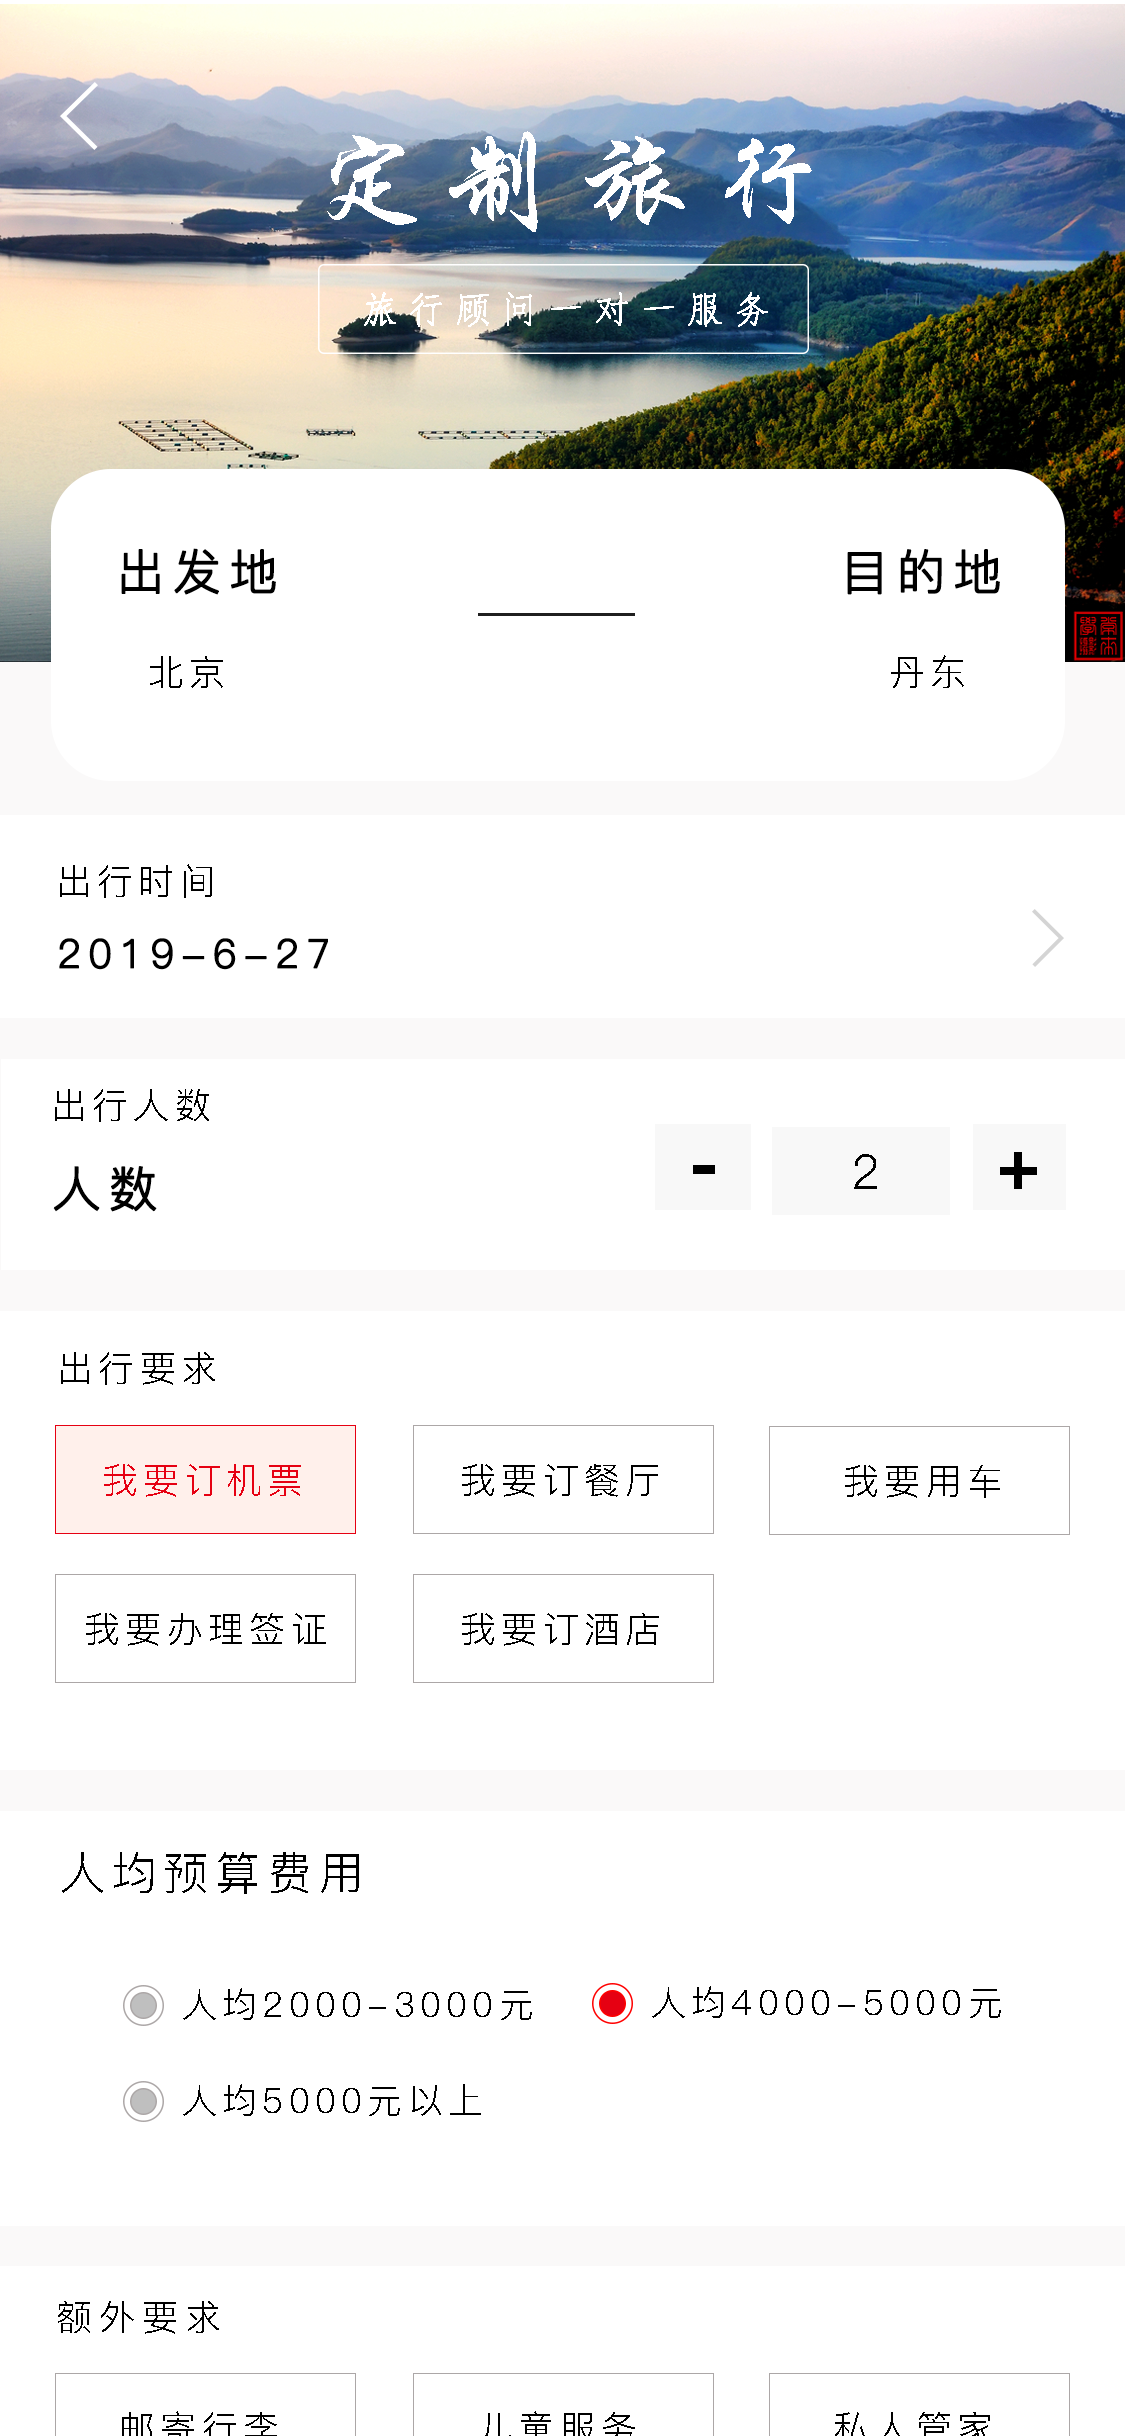 定制旅行
旅行顾问一对一服务
出发地 目的地
北京 丹东
出行时间
2019-6-27
出行人数
人数 - 2 +
出行要求
我要订机票 我要订餐厅 我要用车
我要办理签证 我要订酒店
人均预算费用
人均2000-3000元 人均4000-5000元
人均5000元以上
额外要求
邮寄行李 儿童服务 私人管家